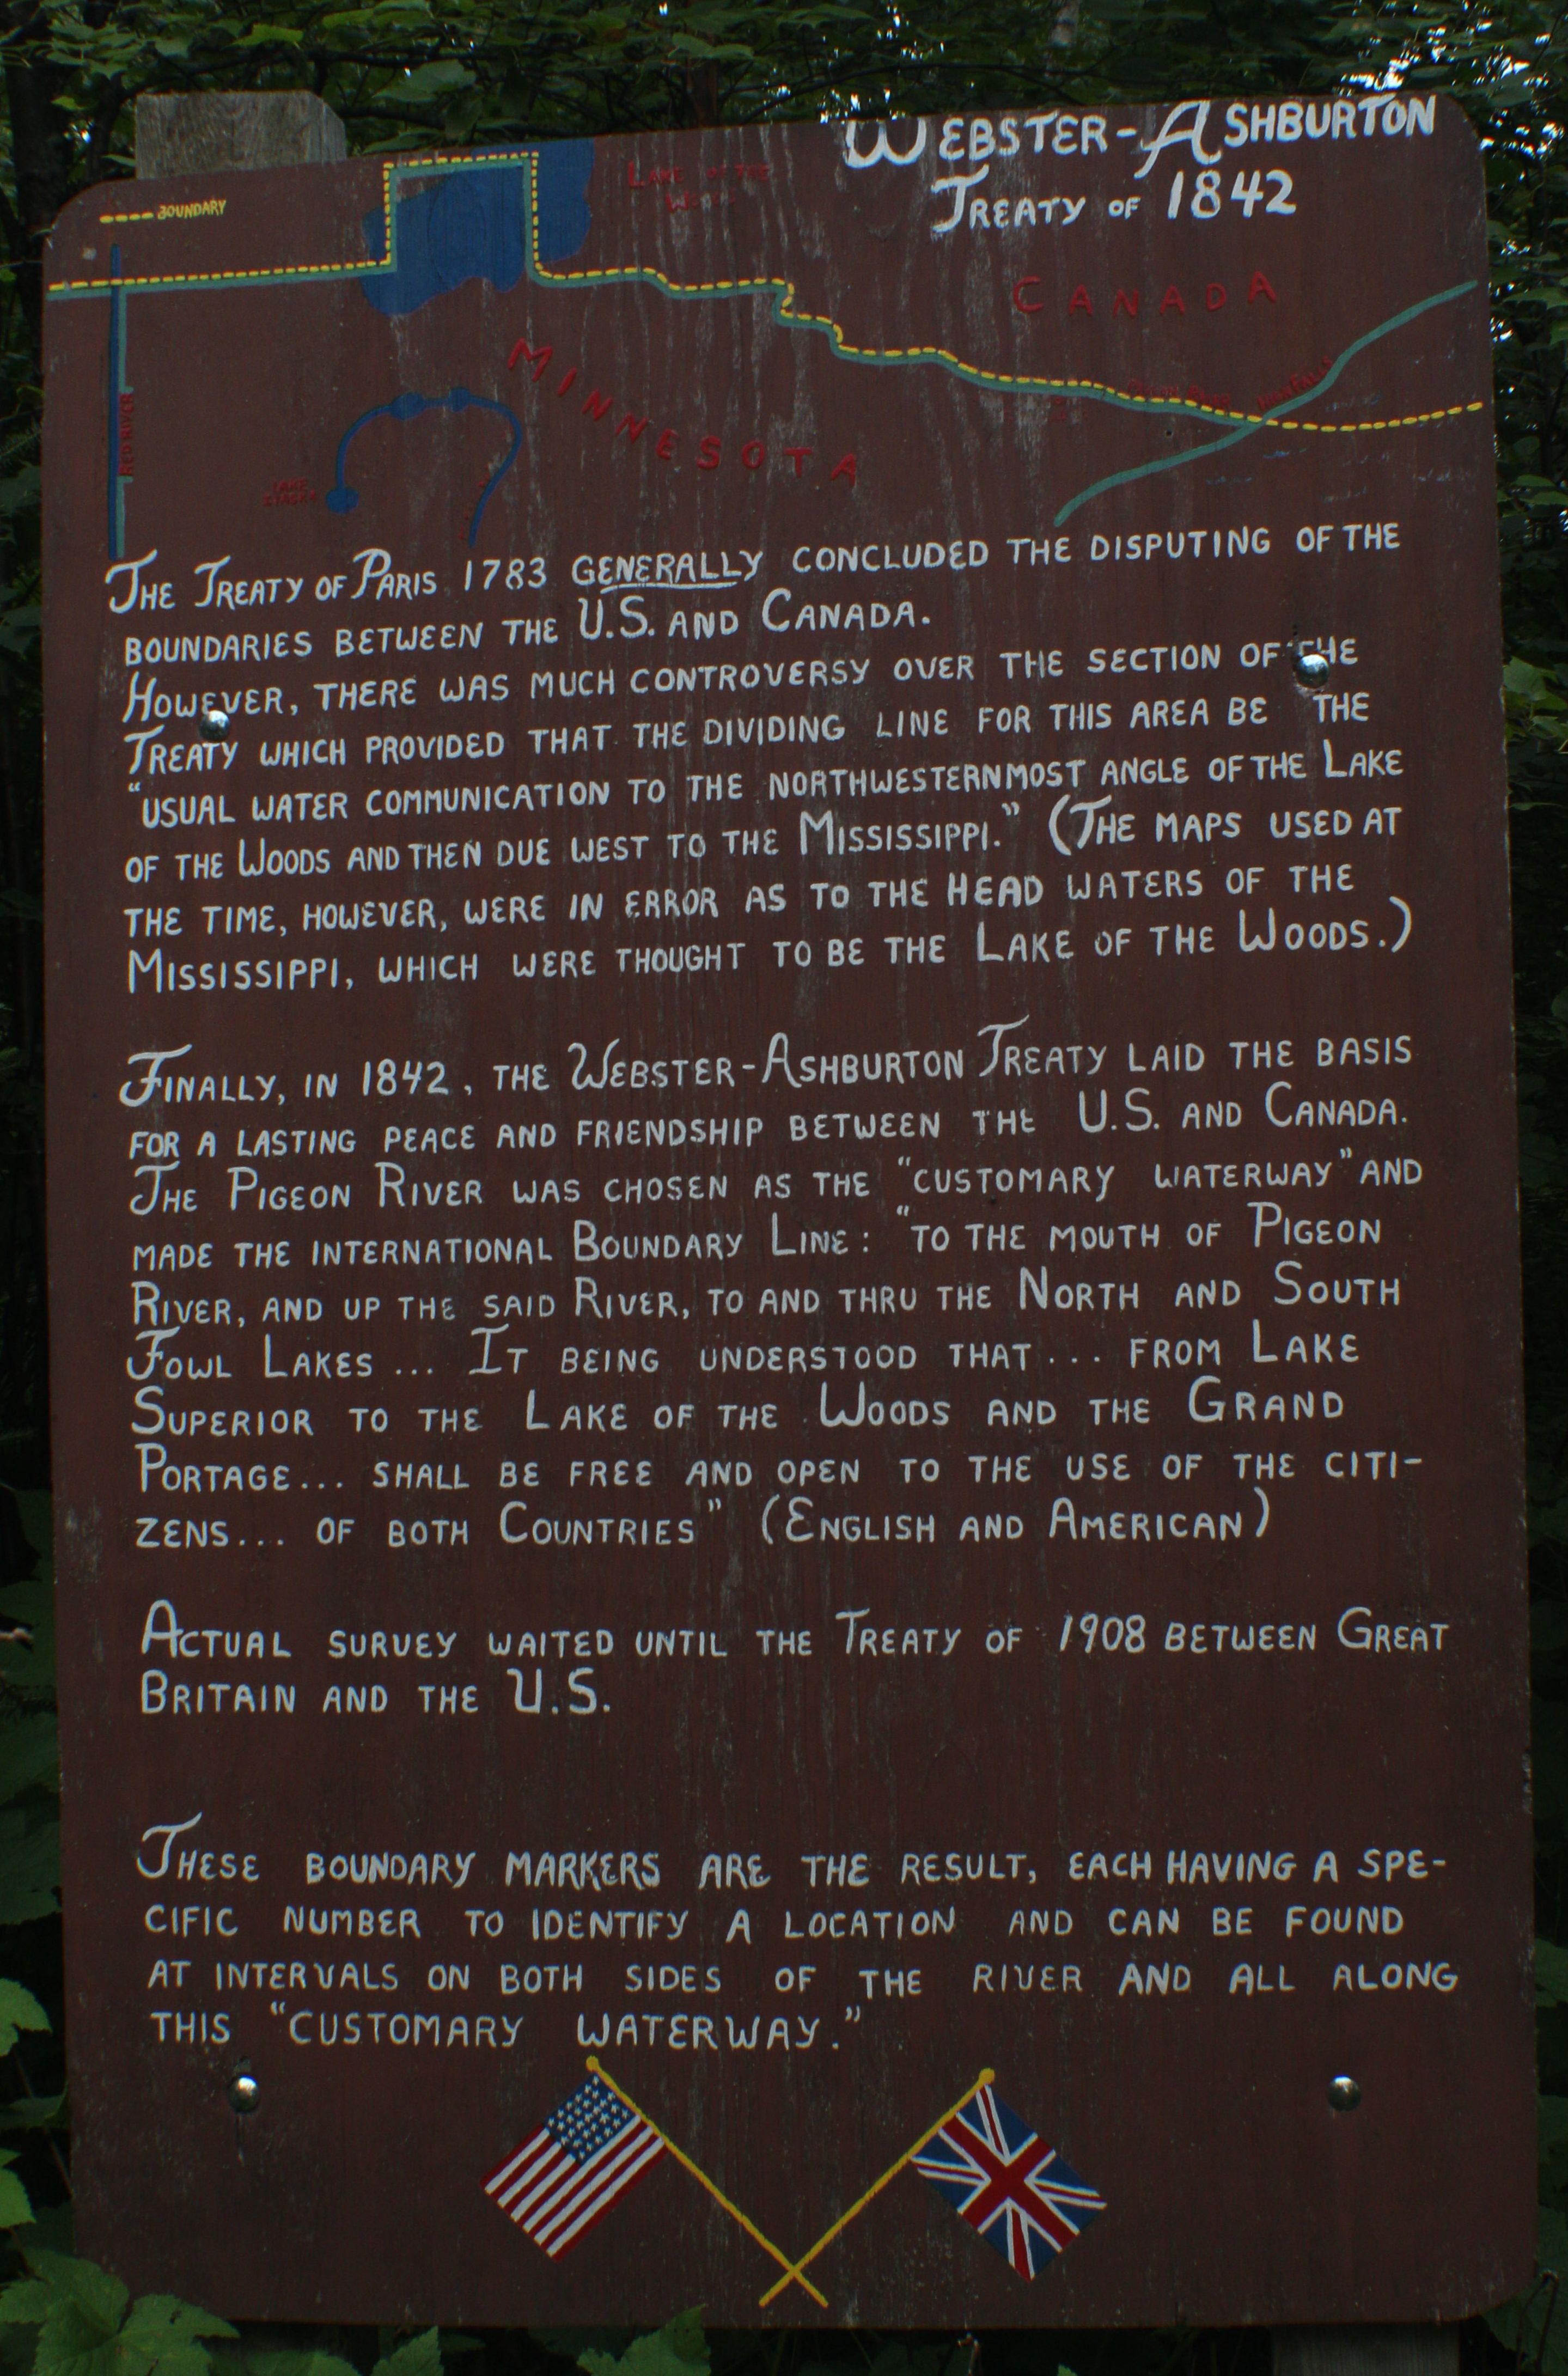 Webster-Ashburton
Treaty of 1842
BOUNDARY
LAKE OF THE
WOODS
CANADA
MINNESOTA
RED RIVER
LAKE
ITASCA
The Treaty of Paris 1783 GENERALLY concluded the disputing of the
boundaries between the U.S. and Canada.
However, there was much controversy over the section of the
Treaty which provided that the dividing line for this area be the
"usual water communication to the northwesternmost angle of the Lake
of the Woods and then due west to the Mississippi." (The maps used at
the time, however, were in error as to the head waters of the
Mississippi, which were thought to be the Lake of the Woods.)
Finally, in 1842, the Webster-Ashburton Treaty laid the basis
for a lasting peace and friendship between the U.S. and Canada.
The Pigeon River was chosen as the "customary waterway" and
made the international Boundary Line: "to the mouth of Pigeon
River, and up the said River, to and thru the North and South
Fowl Lakes ... It being understood that ... from Lake
Superior to the Lake of the Woods and the Grand
Portage... shall be free and open to the use of the citi-
zens... of both Countries" (English and American)
Actual survey waited until the Treaty of 1908 between Great
Britain and the U.S.
These boundary markers are the result, each having a spe-
cific number to identify a location and can be found
at intervals on both sides of the river and all along
this "customary waterway."